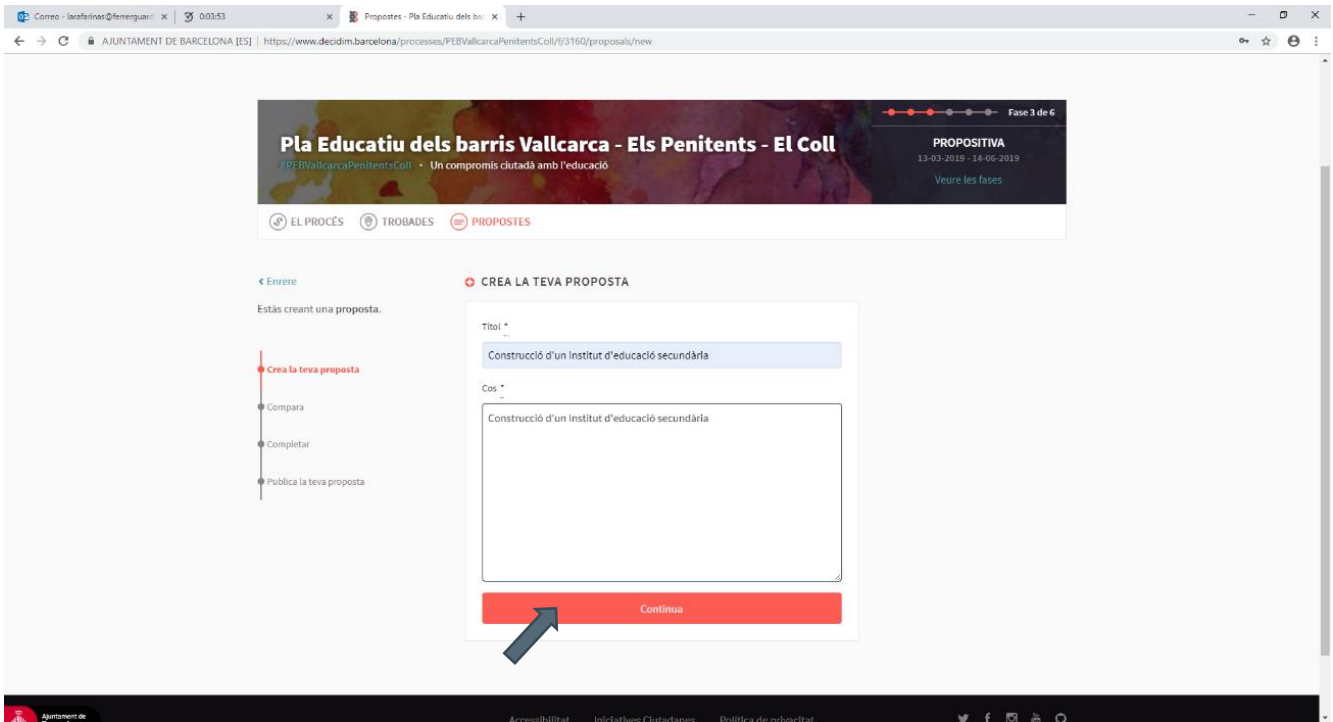 Correo - larafarinas@ferrerguardi
0:03:53
Propostes - Pla Educatiu dels bar
AJUNTAMENT DE BARCELONA [ES] | https://www.decidim.barcelona/processes/PEBVallcarcaPenitentsColl/f/3160/proposals/new
Fase 3 de 6
Pla Educatiu dels barris Vallcarca - Els Penitents - El Coll
#PEBVallcarcaPenitentsColl • Un compromís ciutadà amb l'educació
PROPOSITIVA
13-03-2019 - 14-06-2019
Veure les fases
EL PROCÉS TROBADES PROPOSTES
Enrere
CREA LA TEVA PROPOSTA
Estàs creant una proposta.
Títol *
Construcció d'un institut d'educació secundària
Crea la teva proposta
Cos *
Compara
Construcció d'un institut d'educació secundària
Completar
Publica la teva proposta
Continua
Ajuntament de
Accessibilitat Iniciatives Ciutadanes Política de privacitat